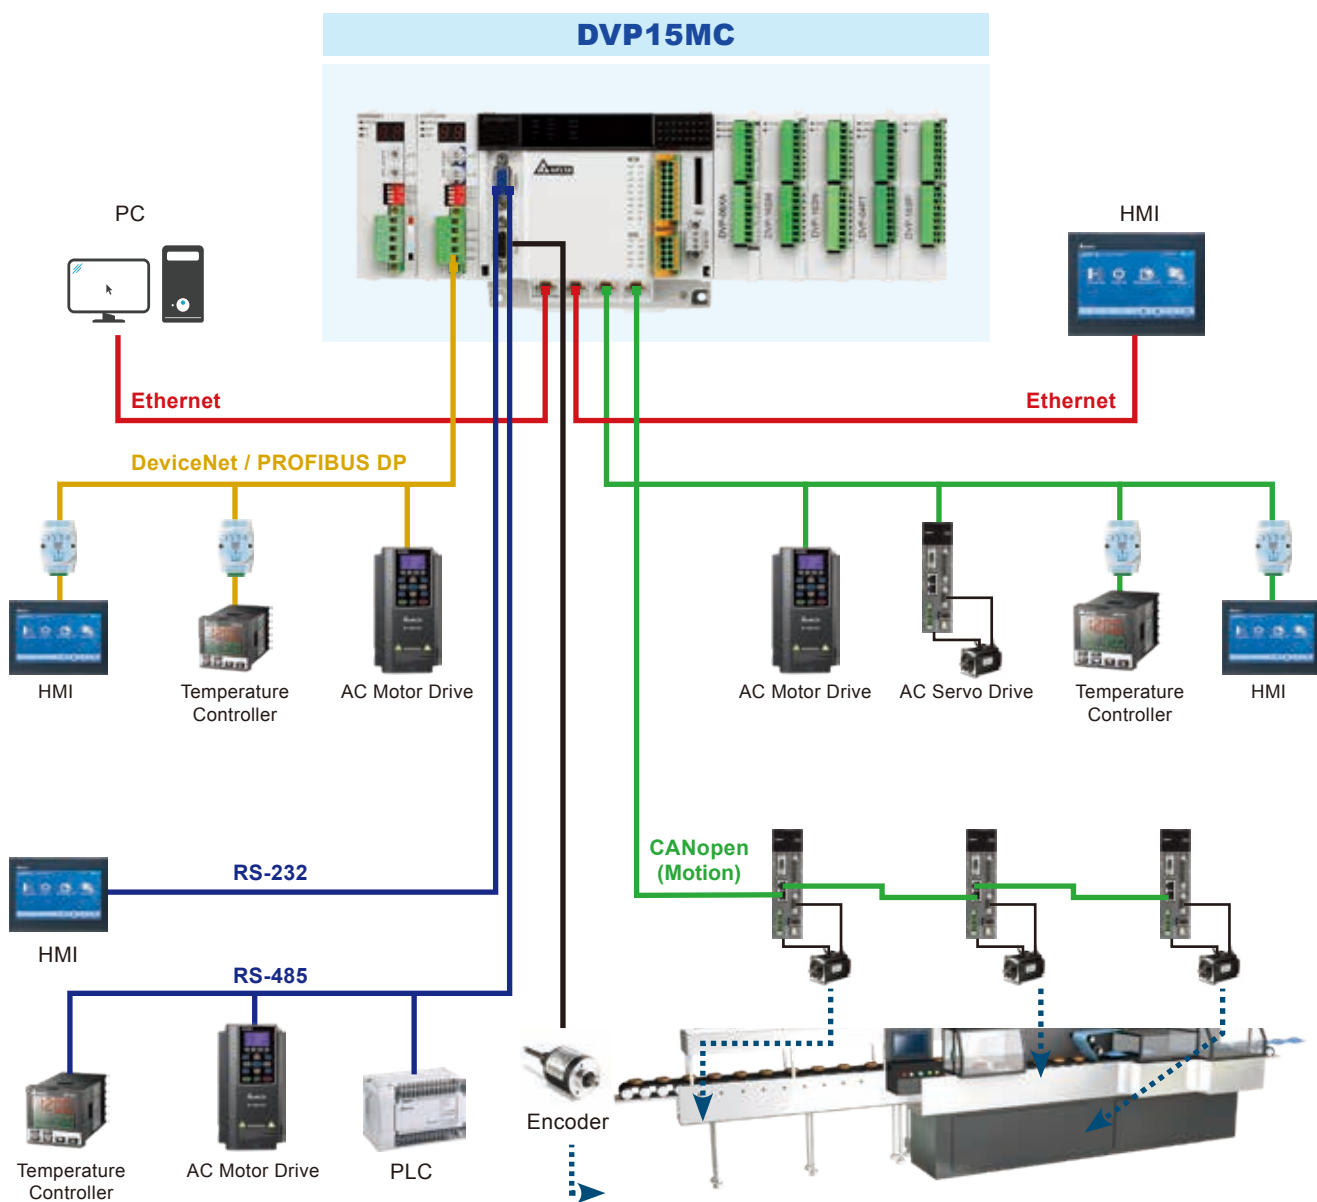 DVP15MC
PC
HMI
Ethernet
Ethernet
DeviceNet / PROFIBUS DP
HMI
Temperature
Controller
AC Motor Drive
AC Motor Drive
AC Servo Drive
Temperature
Controller
HMI
CANopen
(Motion)
RS-232
HMI
RS-485
Encoder
Temperature
Controller
AC Motor Drive
PLC